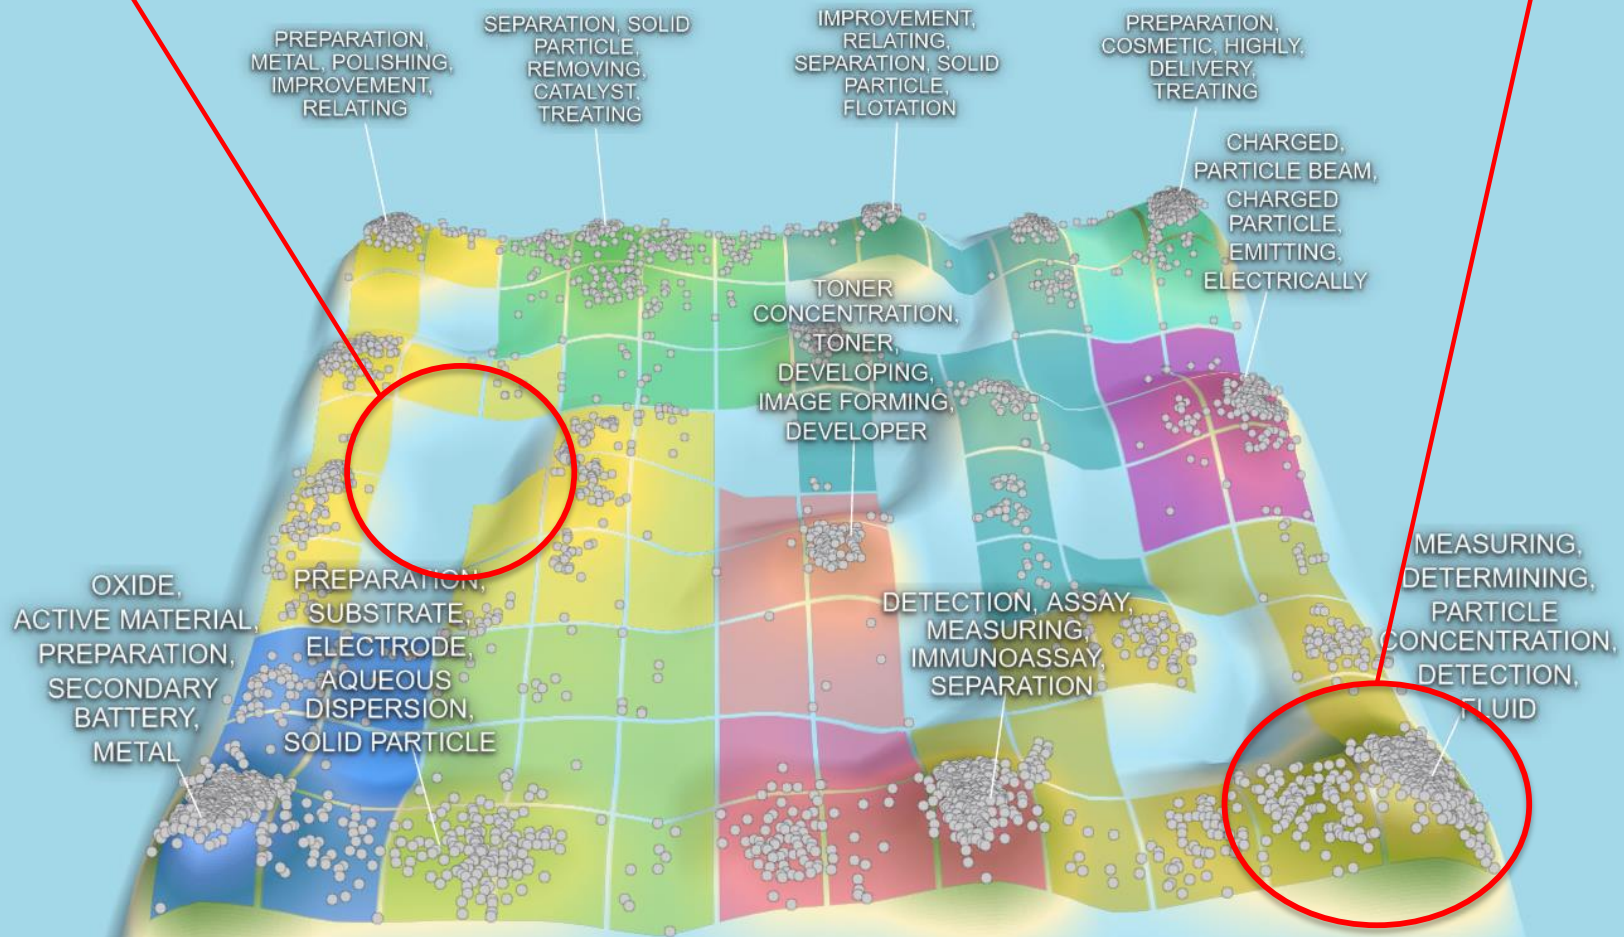 PREPARATION,
METAL, POLISHING,
IMPROVEMENT,
RELATING
SEPARATION, SOLID
PARTICLE,
REMOVING,
CATALYST,
TREATING
IMPROVEMENT,
RELATING,
SEPARATION, SOLID
PARTICLE,
FLOTATION
PREPARATION,
COSMETIC, HIGHLY,
DELIVERY,
TREATING
CHARGED,
PARTICLE BEAM,
CHARGED
PARTICLE,
EMITTING,
ELECTRICALLY
TONER
CONCENTRATION,
TONER,
DEVELOPING,
IMAGE FORMING,
DEVELOPER
OXIDE,
ACTIVE MATERIAL,
PREPARATION,
SECONDARY
BATTERY,
METAL
PREPARATION,
SUBSTRATE,
ELECTRODE,
AQUEOUS
DISPERSION,
SOLID PARTICLE
DETECTION, ASSAY,
MEASURING,
IMMUNOASSAY,
SEPARATION
MEASURING,
DETERMINING,
PARTICLE
CONCENTRATION,
DETECTION,
FLUID